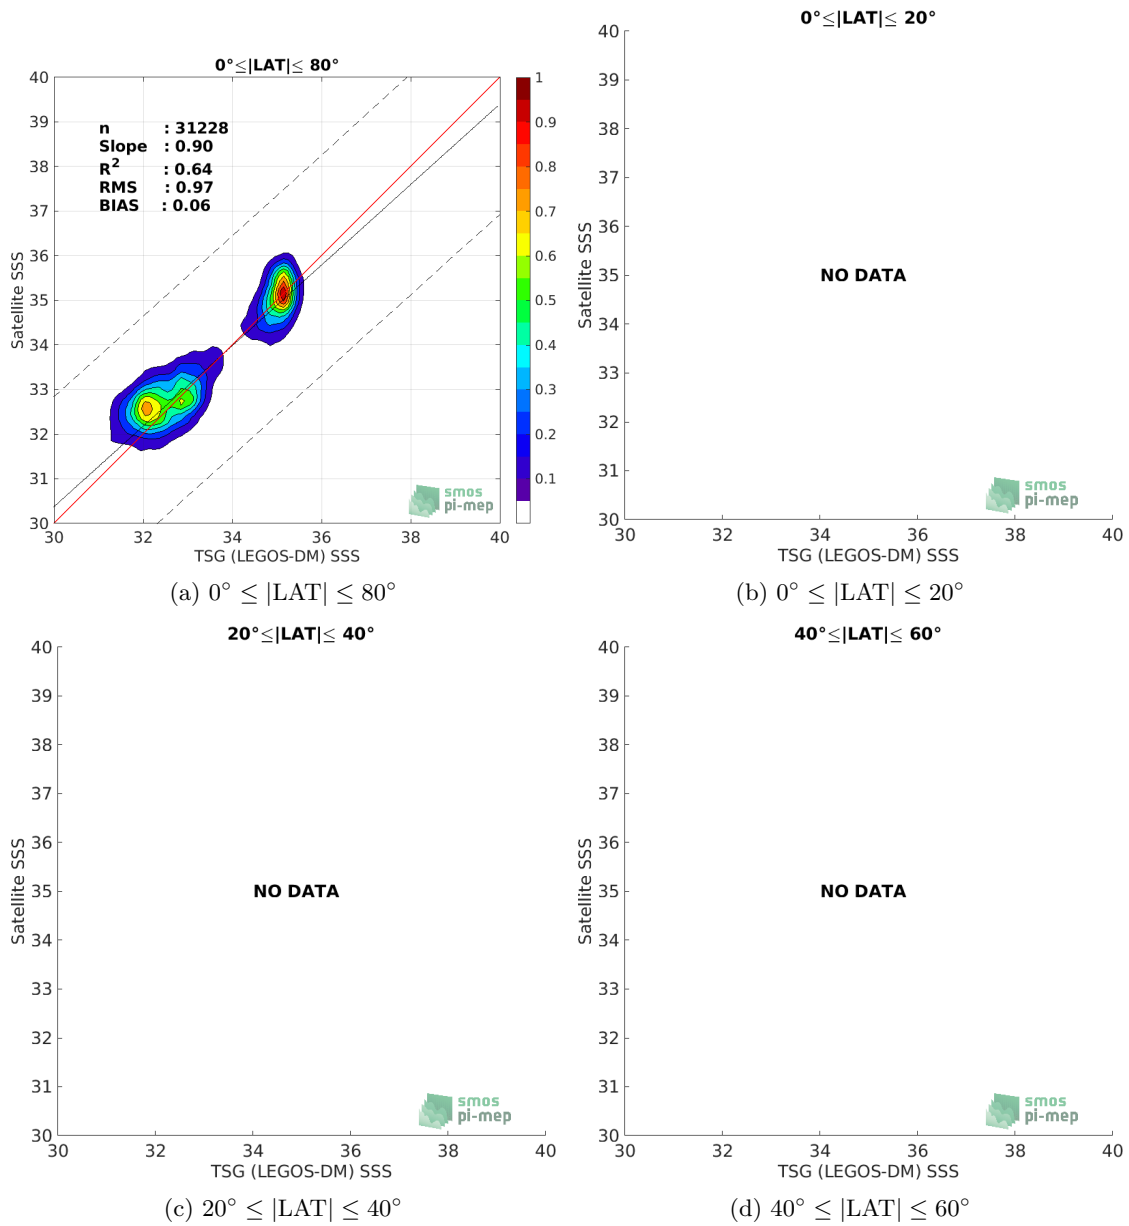 0°≤|LAT|≤ 80°
40
39
38
37
36
35
34
33
32
31
30
Satellite SSS
n : 31228
Slope : 0.90
R² : 0.64
RMS : 0.97
BIAS : 0.06
smos
pi-mep
30 32 34 36 38 40
TSG (LEGOS-DM) SSS
1
0.9
0.8
0.7
0.6
0.5
0.4
0.3
0.2
0.1
(a) 0° ≤ |LAT| ≤ 80°
0°≤|LAT|≤ 20°
40
39
38
37
36
35
34
33
32
31
30
Satellite SSS
NO DATA
smos
pi-mep
30 32 34 36 38 40
TSG (LEGOS-DM) SSS
(b) 0° ≤ |LAT| ≤ 20°
20°≤|LAT|≤ 40°
40
39
38
37
36
35
34
33
32
31
30
Satellite SSS
NO DATA
smos
pi-mep
30 32 34 36 38 40
TSG (LEGOS-DM) SSS
(c) 20° ≤ |LAT| ≤ 40°
40°≤|LAT|≤ 60°
40
39
38
37
36
35
34
33
32
31
30
Satellite SSS
NO DATA
smos
pi-mep
30 32 34 36 38 40
TSG (LEGOS-DM) SSS
(d) 40° ≤ |LAT| ≤ 60°